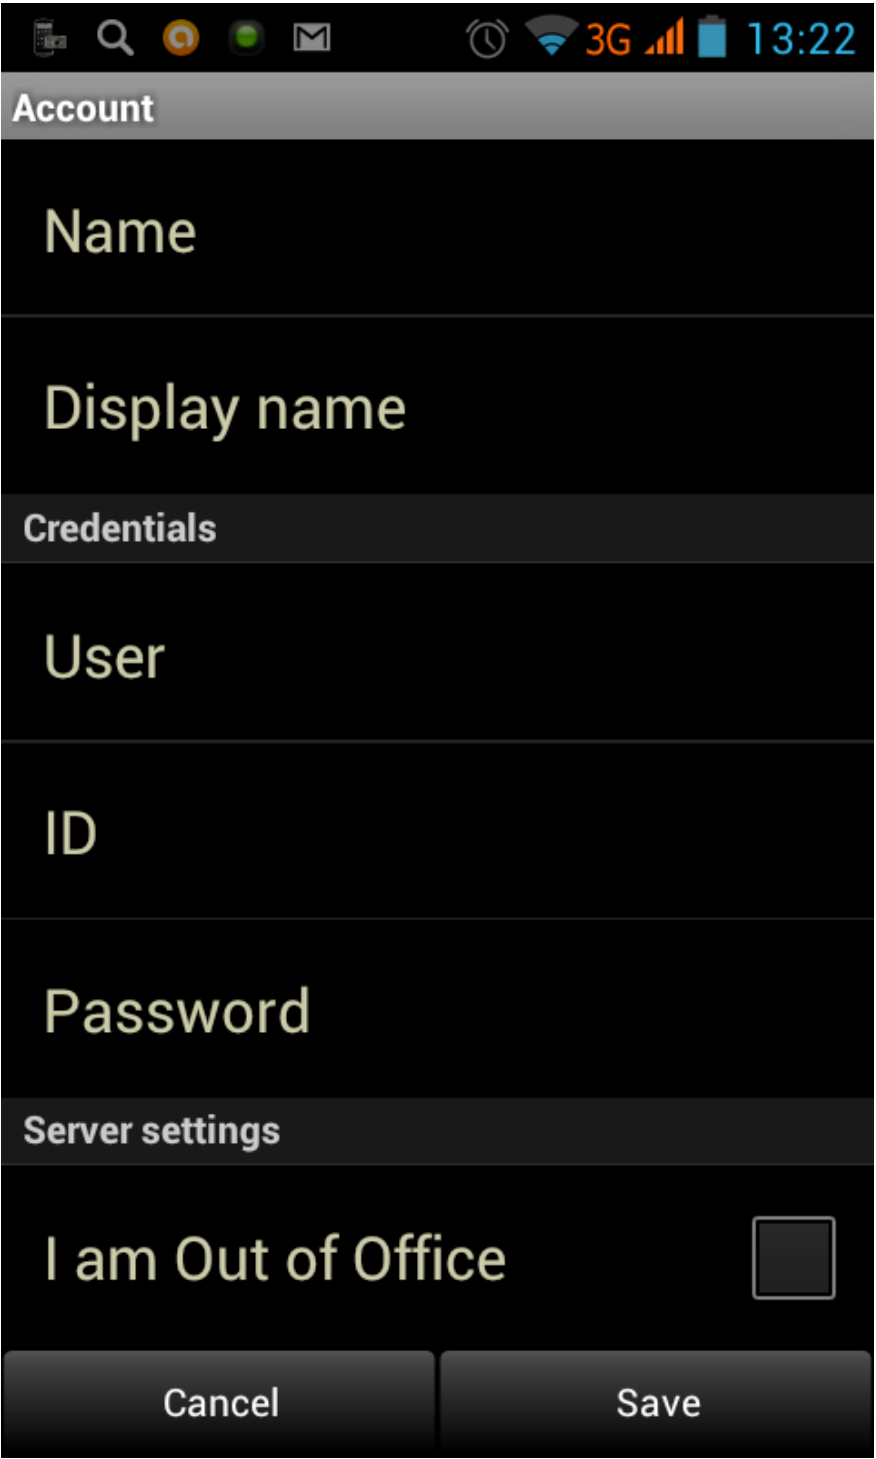 3G 13:22
Account
Name
Display name
Credentials
User
ID
Password
Server settings
I am Out of Office
Cancel Save